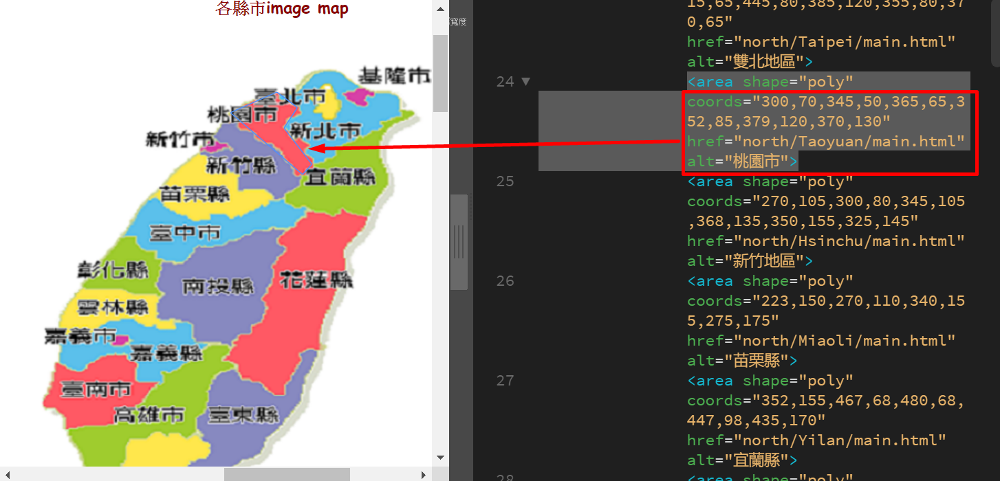 各縣市image map
寬度
基隆市
臺北市
桃園市
新北市
新竹市
新竹縣
宜蘭縣
苗栗縣
臺中市
彰化縣
南投縣
花蓮縣
雲林縣
嘉義市
嘉義縣
臺南市
高雄市
臺東縣
15,65,445,80,385,120,355,80,37
0,65"
href="north/Taipei/main.html"
alt="雙北地區">
24 <area shape="poly"
coords="300,70,345,50,365,65,3
52,85,379,120,370,130"
href="north/Taoyuan/main.html"
alt="桃園市">
25 <area shape="poly"
coords="270,105,300,80,345,105
,368,135,350,155,325,145"
href="north/Hsinchu/main.html"
alt="新竹地區">
26 <area shape="poly"
coords="223,150,270,110,340,15
5,275,175"
href="north/Miaoli/main.html"
alt="苗栗縣">
27 <area shape="poly"
coords="352,155,467,68,480,68,
447,98,435,170"
href="north/Yilan/main.html"
alt="宜蘭縣">
28 <area shape="poly"